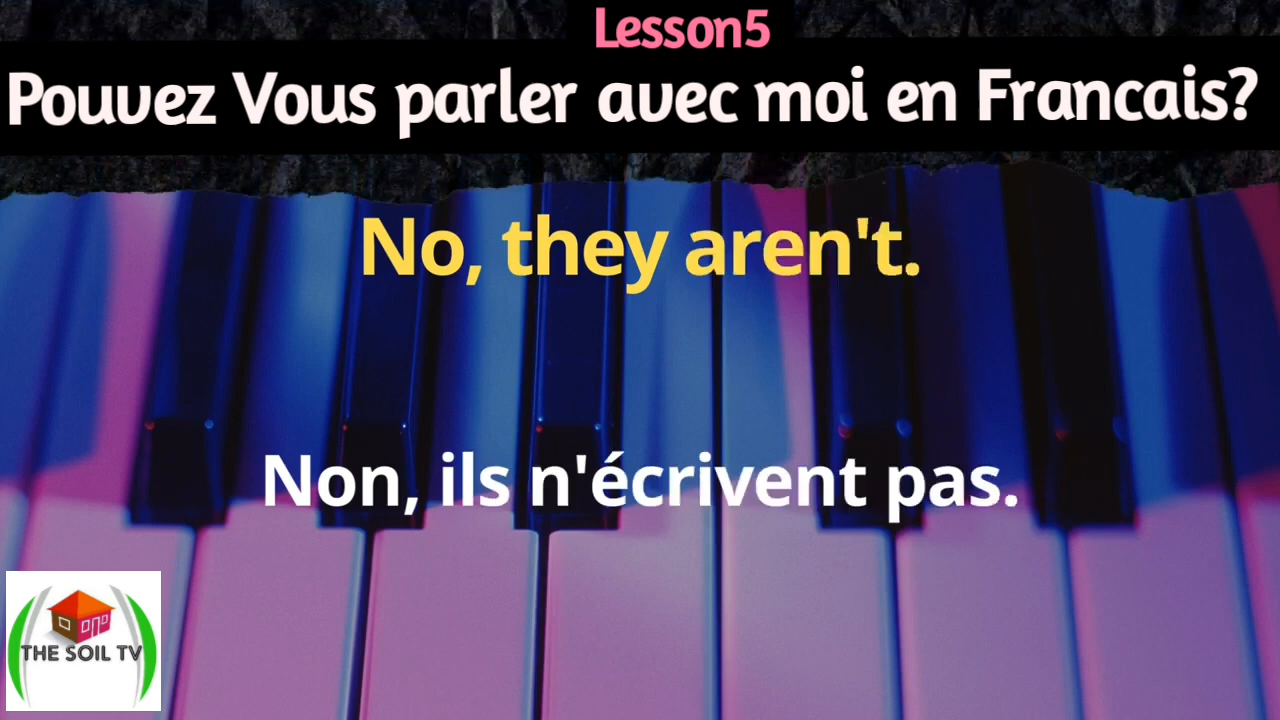 Lesson5
Pouvez Vous parler avec moi en Francais?
No, they aren't.
Non, ils n'écrivent pas.
THE SOIL TV